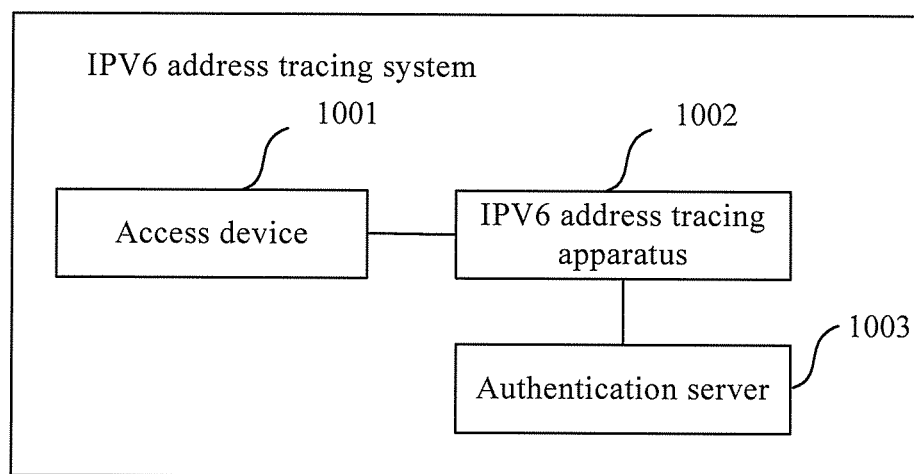 IPV6 address tracing system
1001
1002
Access device
IPV6 address tracing
apparatus
1003
Authentication server